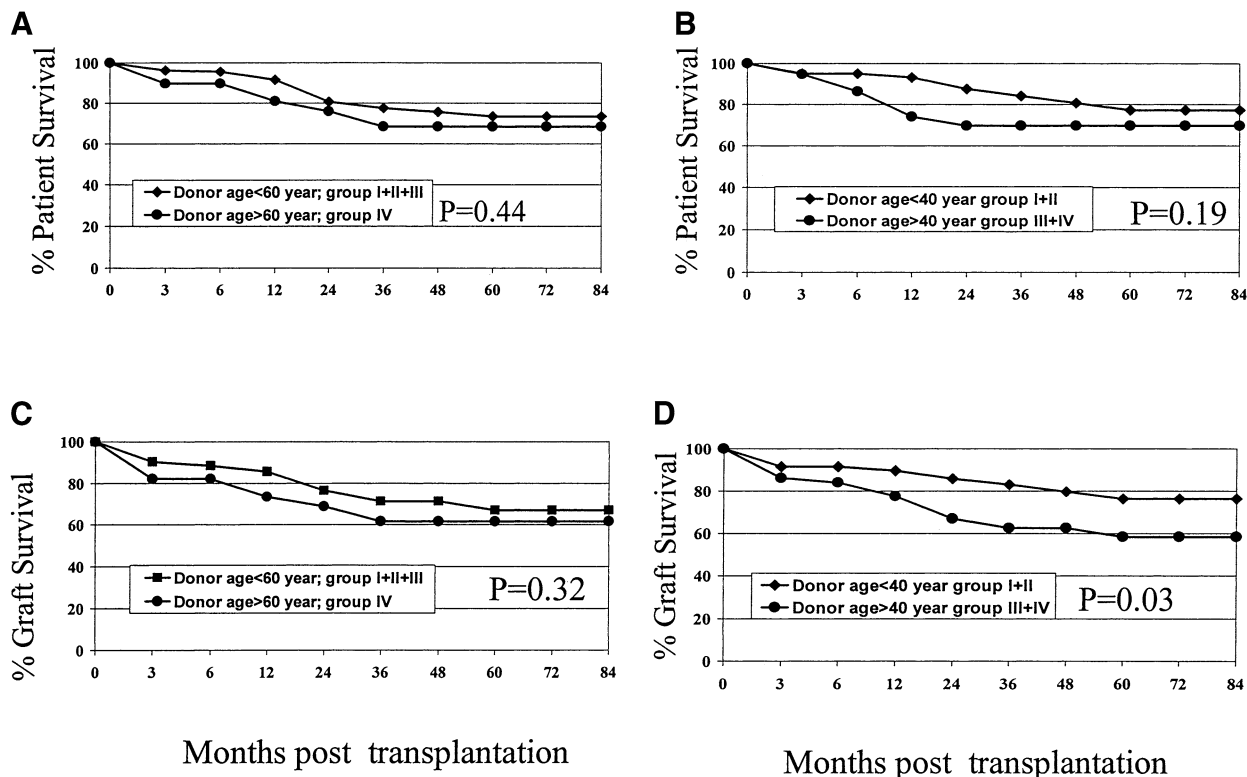 A
% Patient Survival
100
80
60
40
20
0
Donor age<60 year; group I+II+III
Donor age>60 year; group IV
P=0.44
0 3 6 12 24 36 48 60 72 84
B
% Patient Survival
100
80
60
40
20
0
Donor age<40 year group I+II
Donor age>40 year group III+IV
P=0.19
0 3 6 12 24 36 48 60 72 84
C
% Graft Survival
100
80
60
40
20
0
Donor age<60 year; group I+II+III
Donor age>60 year; group IV
P=0.32
0 3 6 12 24 36 48 60 72 84
Months post transplantation
D
% Graft Survival
100
80
60
40
20
0
Donor age<40 year group I+II
Donor age>40 year group III+IV
P=0.03
0 3 6 12 24 36 48 60 72 84
Months post transplantation